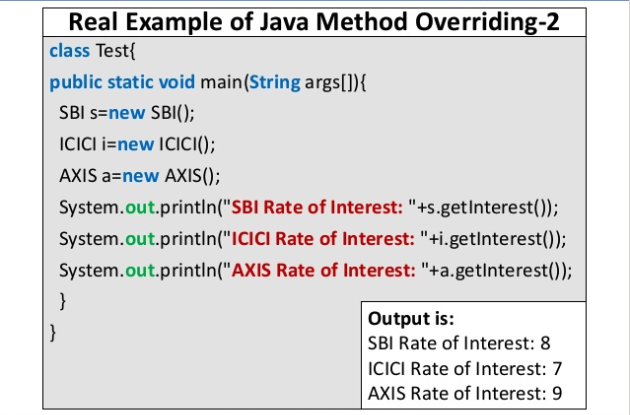 Real Example of Java Method Overriding-2
class Test{
public static void main(String args[]){
SBI s=new SBI();
ICICI i=new ICICI();
AXIS a=new AXIS();
System.out.println("SBI Rate of Interest: "+s.getInterest());
System.out.println("ICICI Rate of Interest: "+i.getInterest());
System.out.println("AXIS Rate of Interest: "+a.getInterest());
}
}
Output is:
SBI Rate of Interest: 8
ICICI Rate of Interest: 7
AXIS Rate of Interest: 9